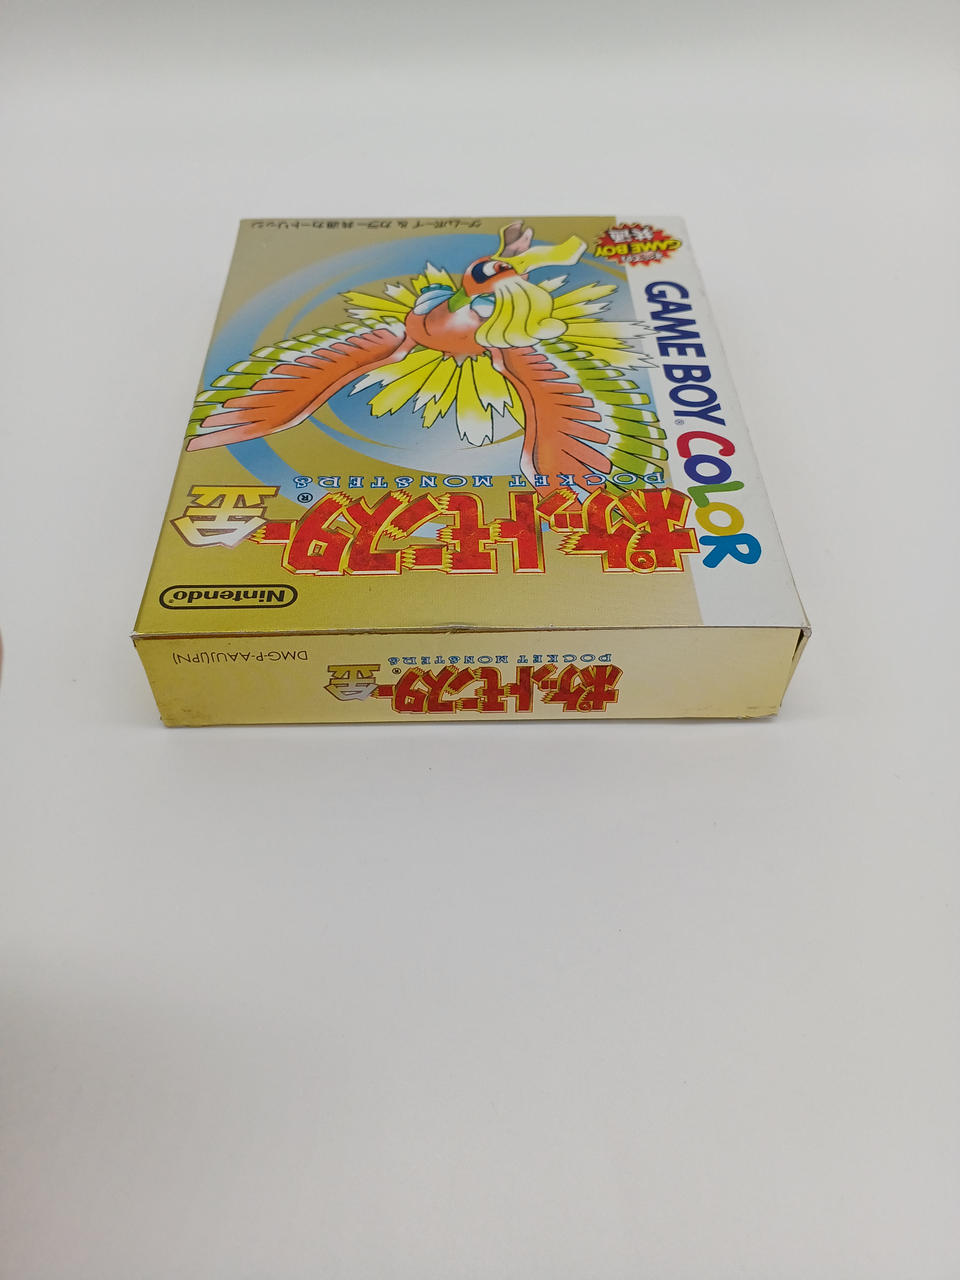 GAME BOY® COLOR
GAME BOY
共通
ゲームボーイ & カラー共通カートリッジ
POCKET MONSTERS
ポケットモンスター®
金
Nintendo®
POCKET MONSTERS
ポケットモンスター®
金
DMG-P-AAUJ(JPN)